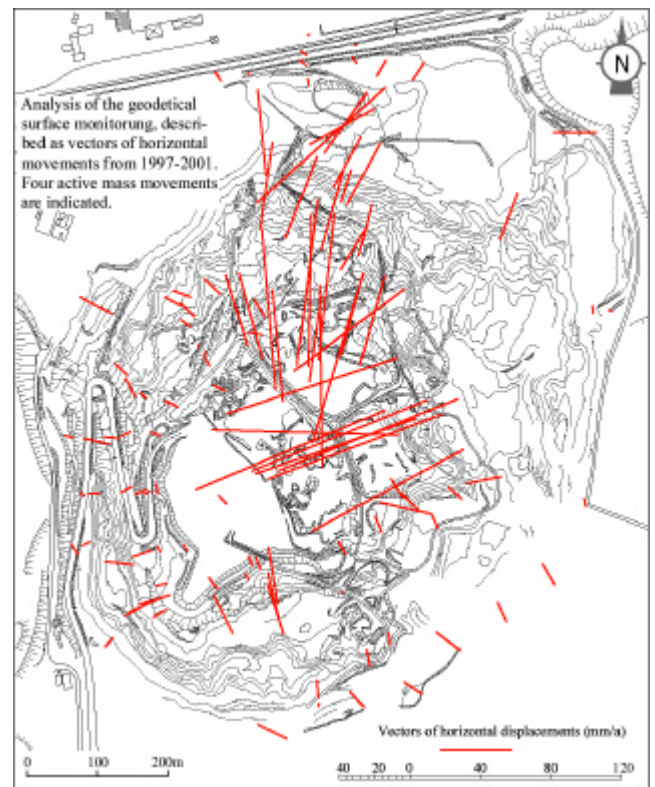 N
Analysis of the geodetical
surface monitorung, descri-
bed as vectors of horizontal
movements from 1997-2001.
Four active mass movements
are indicated.
Vectors of horizontal displacements (mm/a)
0 100 200m
40 20 0 40 80 120